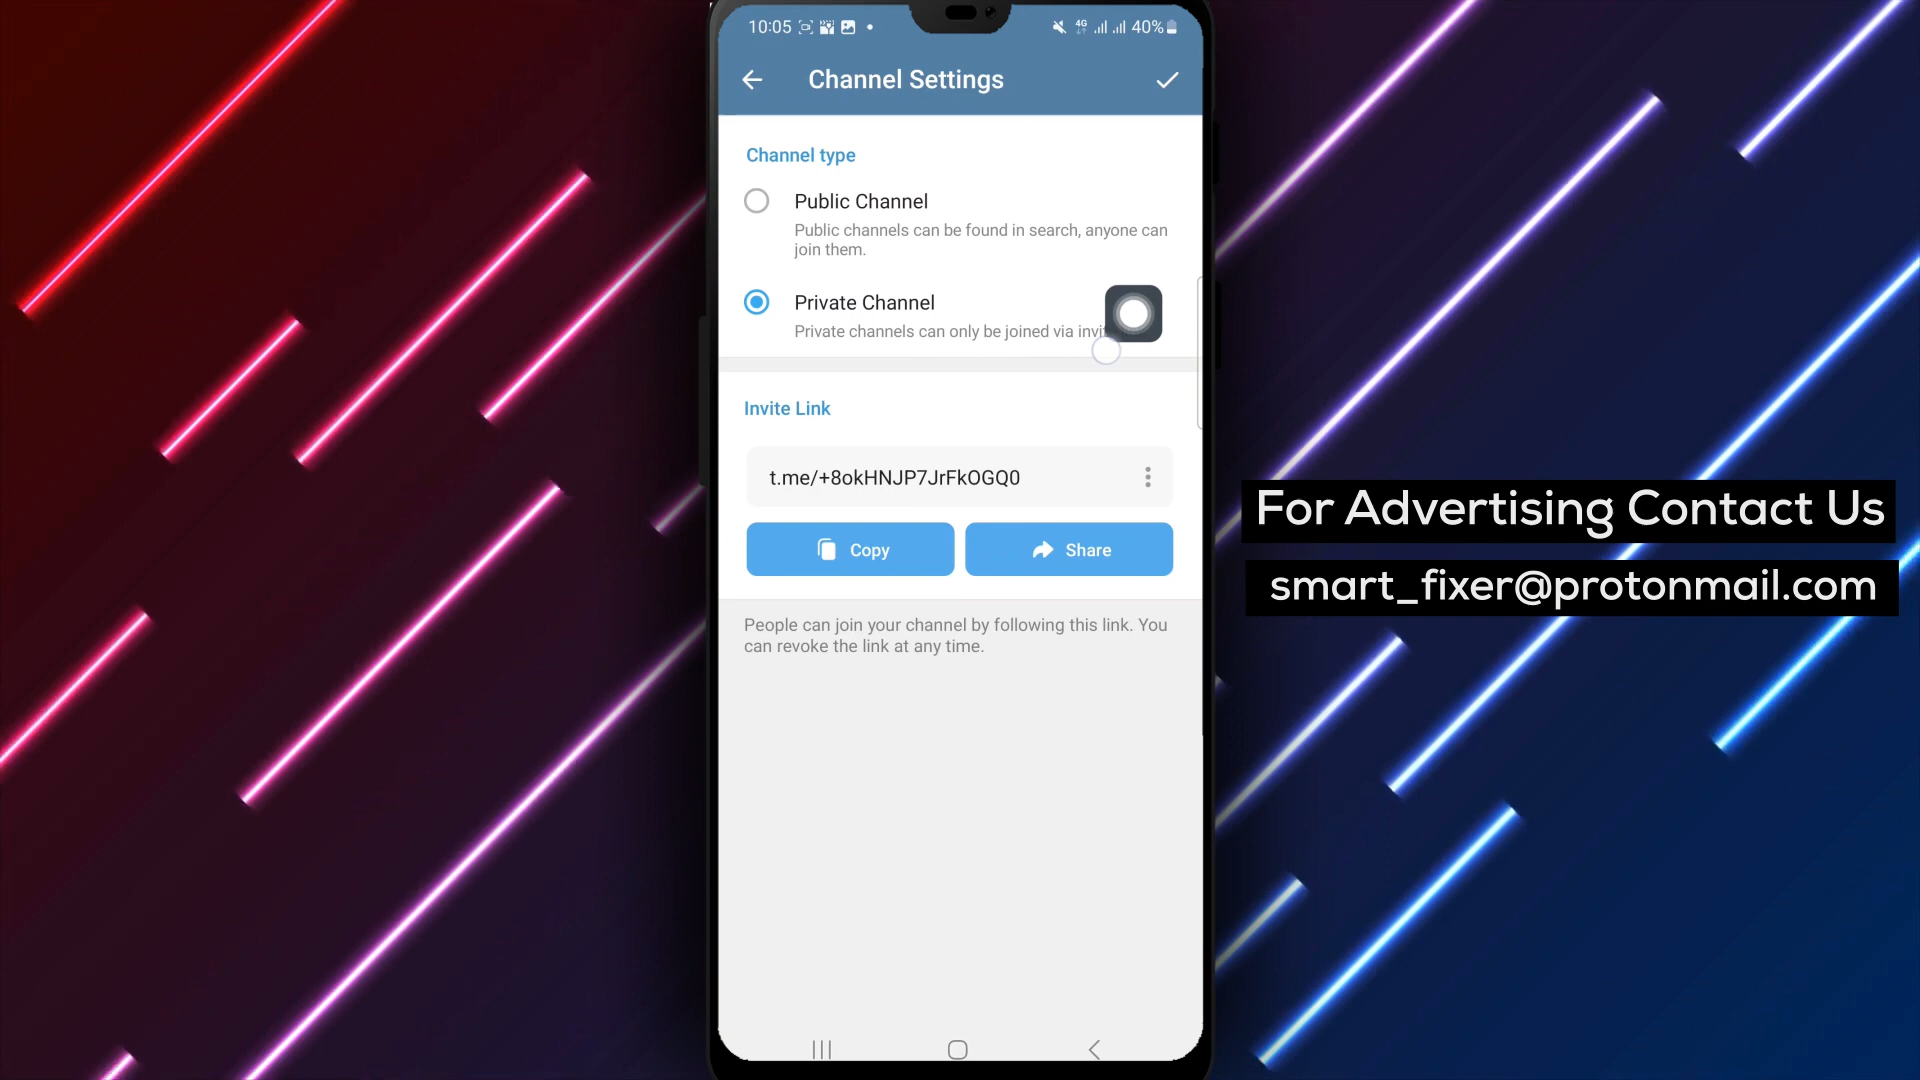 10:05 4G 40%
Channel Settings
Channel type
Public Channel
Public channels can be found in search, anyone can
join them.
Private Channel
Private channels can only be joined via
Invite Link
t.me/+8okHNJP7JrFkOGQ0
Copy Share
People can join your channel by following this link. You
can revoke the link at any time.
For Advertising Contact Us
smart_fixer@protonmail.com